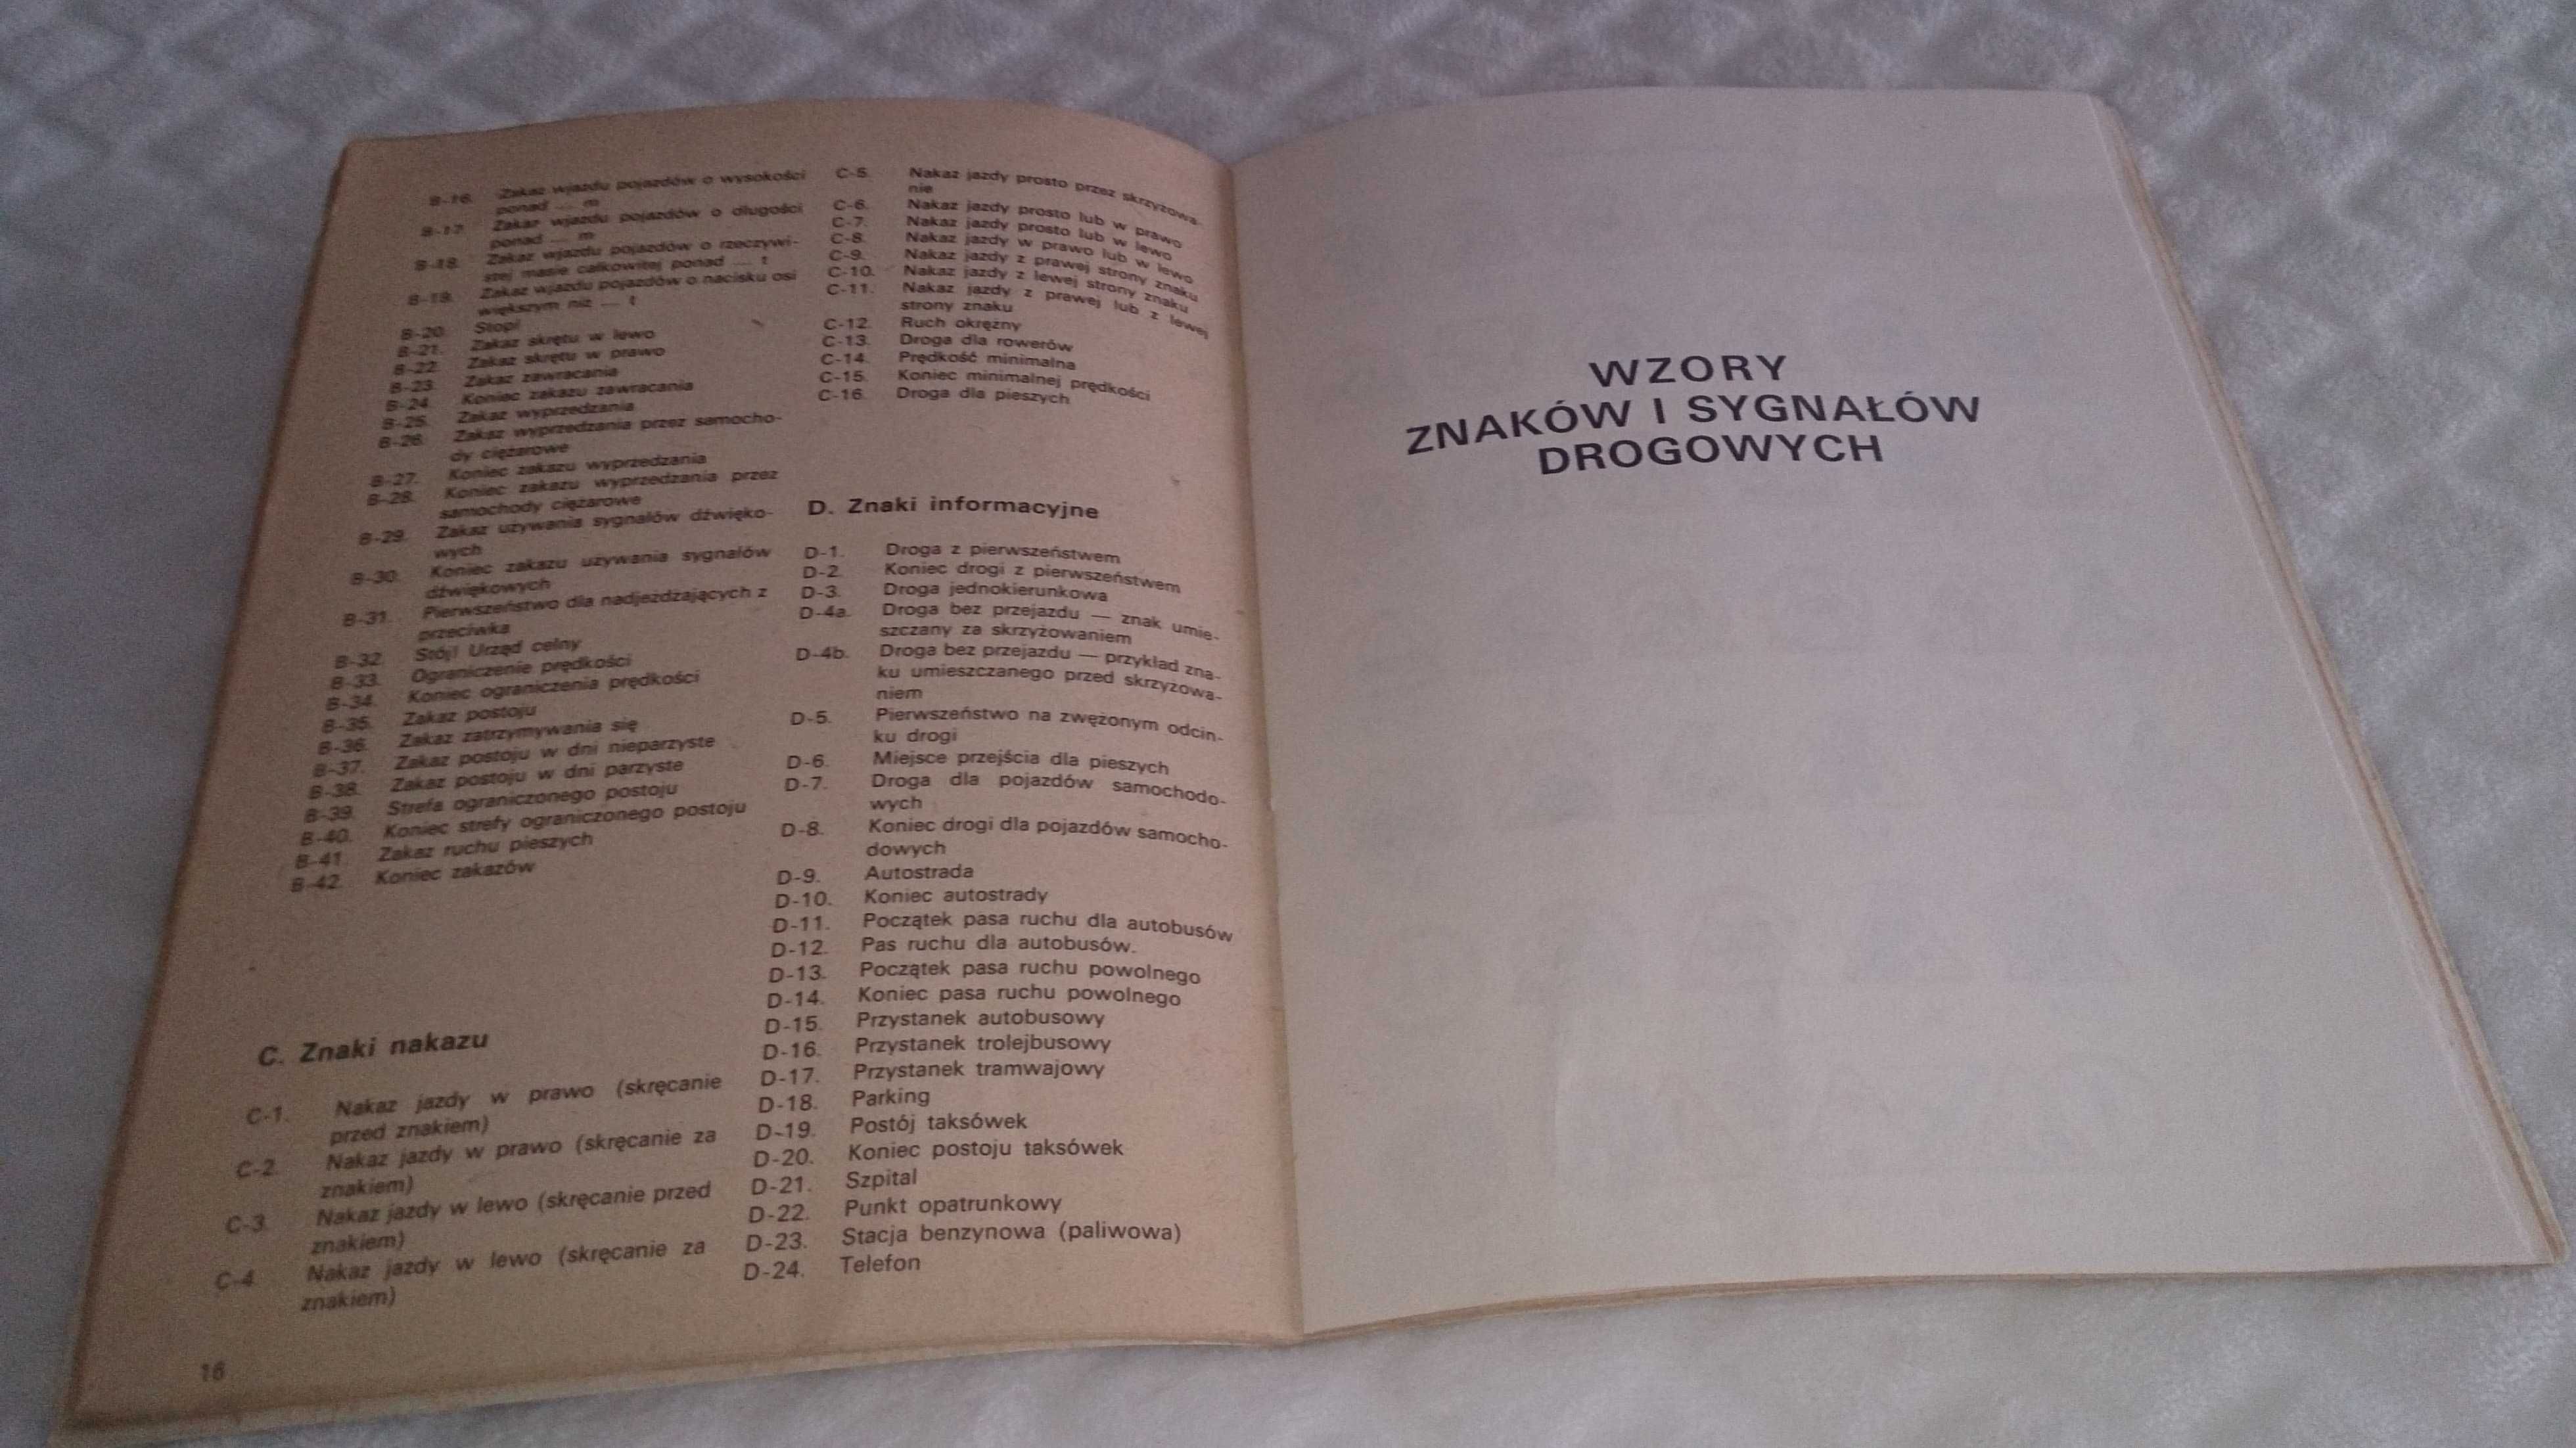 B-16. Zakaz wjazdu pojazdów o wysokości
ponad ... m
B-17. Zakaz wjazdu pojazdów o długości
ponad ... m
B-18. Zakaz wjazdu pojazdów o rzeczywi-
stej masie całkowitej ponad ... t
B-19. Zakaz wjazdu pojazdów o nacisku osi
większym niż ... t
B-20. Stop!
B-21. Zakaz skrętu w lewo
B-22. Zakaz skrętu w prawo
B-23. Zakaz zawracania
B-24. Koniec zakazu zawracania
B-25. Zakaz wyprzedzania
B-26. Zakaz wyprzedzania przez samocho-
dy ciężarowe
B-27. Koniec zakazu wyprzedzania
B-28. Koniec zakazu wyprzedzania przez
samochody ciężarowe
B-29. Zakaz używania sygnałów dźwięko-
wych
B-30. Koniec zakazu używania sygnałów
dźwiękowych
B-31. Pierwszeństwo dla nadjeżdżających z
przeciwka
B-32. Stój! Urząd celny
B-33. Ograniczenie prędkości
B-34. Koniec ograniczenia prędkości
B-35. Zakaz postoju
B-36. Zakaz zatrzymywania się
B-37. Zakaz postoju w dni nieparzyste
B-38. Zakaz postoju w dni parzyste
B-39. Strefa ograniczonego postoju
B-40. Koniec strefy ograniczonego postoju
B-41. Zakaz ruchu pieszych
B-42. Koniec zakazów
C. Znaki nakazu
C-1. Nakaz jazdy w prawo (skręcanie
przed znakiem)
C-2. Nakaz jazdy w prawo (skręcanie za
znakiem)
C-3. Nakaz jazdy w lewo (skręcanie przed
znakiem)
C-4. Nakaz jazdy w lewo (skręcanie za
znakiem)
16
C-5. Nakaz jazdy prosto przez skrzyżowa-
nie
C-6. Nakaz jazdy prosto lub w prawo
C-7. Nakaz jazdy prosto lub w lewo
C-8. Nakaz jazdy w prawo lub w lewo
C-9. Nakaz jazdy z prawej strony znaku
C-10. Nakaz jazdy z lewej strony znaku
C-11. Nakaz jazdy z prawej lub z lewej
strony znaku
C-12. Ruch okrężny
C-13. Droga dla rowerów
C-14. Prędkość minimalna
C-15. Koniec minimalnej prędkości
C-16. Droga dla pieszych
D. Znaki informacyjne
D-1. Droga z pierwszeństwem
D-2. Koniec drogi z pierwszeństwem
D-3. Droga jednokierunkowa
D-4a. Droga bez przejazdu — znak umie-
szczany za skrzyżowaniem
D-4b. Droga bez przejazdu — przykład zna-
ku umieszczanego przed skrzyżowa-
niem
D-5. Pierwszeństwo na zwężonym odcin-
ku drogi
D-6. Miejsce przejścia dla pieszych
D-7. Droga dla pojazdów samochodo-
wych
D-8. Koniec drogi dla pojazdów samocho-
dowych
D-9. Autostrada
D-10. Koniec autostrady
D-11. Początek pasa ruchu dla autobusów
D-12. Pas ruchu dla autobusów.
D-13. Początek pasa ruchu powolnego
D-14. Koniec pasa ruchu powolnego
D-15. Przystanek autobusowy
D-16. Przystanek trolejbusowy
D-17. Przystanek tramwajowy
D-18. Parking
D-19. Postój taksówek
D-20. Koniec postoju taksówek
D-21. Szpital
D-22. Punkt opatrunkowy
D-23. Stacja benzynowa (paliwowa)
D-24. Telefon
WZORY
ZNAKÓW I SYGNAŁÓW
DROGOWYCH